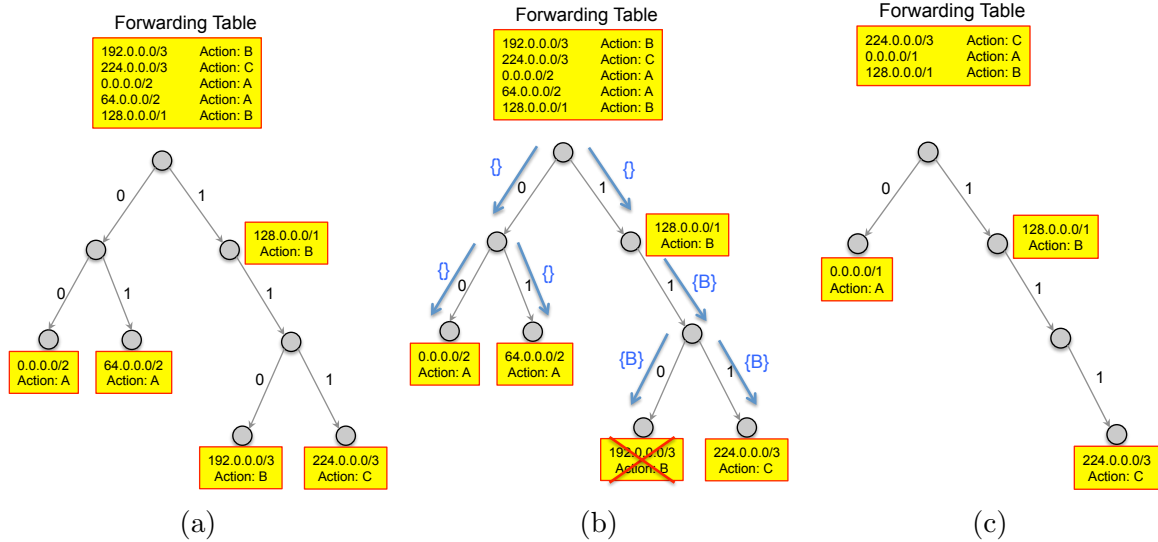 Forwarding Table
192.0.0.0/3 Action: B
224.0.0.0/3 Action: C
0.0.0.0/2 Action: A
64.0.0.0/2 Action: A
128.0.0.0/1 Action: B
0
1
128.0.0.0/1
Action: B
0
1
1
0.0.0.0/2
Action: A
64.0.0.0/2
Action: A
0
1
192.0.0.0/3
Action: B
224.0.0.0/3
Action: C
(a)
Forwarding Table
192.0.0.0/3 Action: B
224.0.0.0/3 Action: C
0.0.0.0/2 Action: A
64.0.0.0/2 Action: A
128.0.0.0/1 Action: B
{}
{}
0
1
128.0.0.0/1
Action: B
{}
{}
{B}
0
1
1
0.0.0.0/2
Action: A
64.0.0.0/2
Action: A
{B}
{B}
0
1
192.0.0.0/3
Action: B
224.0.0.0/3
Action: C
(b)
Forwarding Table
224.0.0.0/3 Action: C
0.0.0.0/1 Action: A
128.0.0.0/1 Action: B
0
1
128.0.0.0/1
Action: B
0.0.0.0/1
Action: A
1
1
224.0.0.0/3
Action: C
(c)